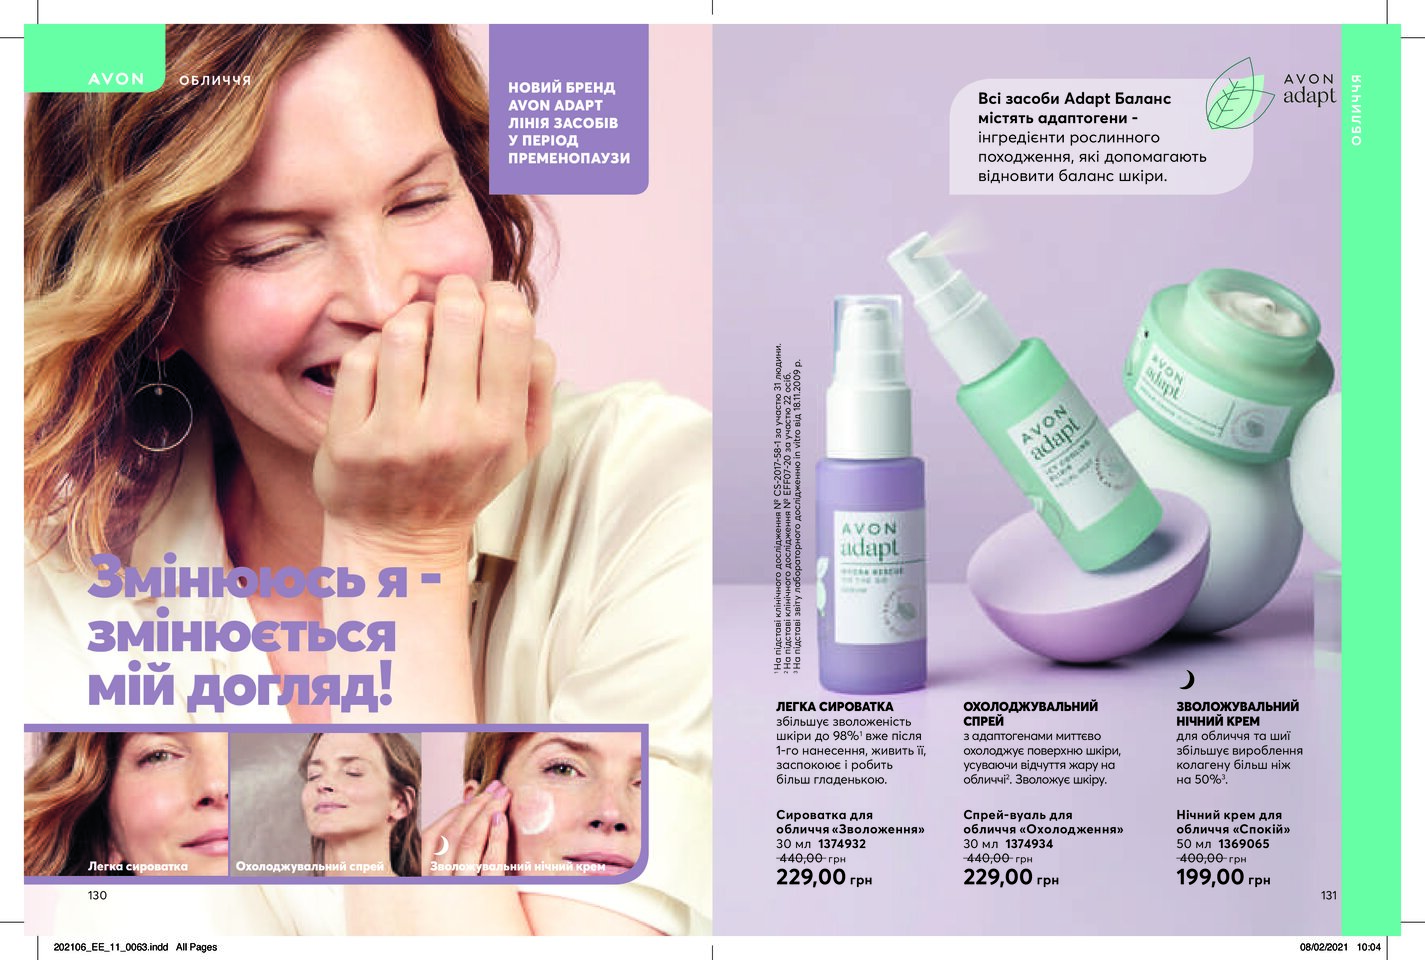 AVON
ОБЛИЧЧЯ
НОВИЙ БРЕНД
AVON ADAPT
ЛІНІЯ ЗАСОБІВ
У ПЕРІОД
ПРЕМЕНОПАУЗИ
Змінююсь я -
змінюється
мій догляд!
Легка сироватка
Охолоджувальний спрей
Зволожувальний нічний крем
130
Всі засоби Adapt Баланс
містять адаптогени -
інгредієнти рослинного
походження, які допомагають
відновити баланс шкіри.
AVON
adapt
ОБЛИЧЧЯ
¹ На підставі клінічного дослідження № CS-2017-58-1 за участю 31 людини.
² На підставі клінічного дослідження № EFF07-20 за участю 22 осіб.
³ На підставі звіту лабораторного дослідженню in vitro від 18.11.2009 р.
AVON
adapt
AVON
adapt
AVON
adapt
ЛЕГКА СИРОВАТКА
збільшує зволоженість
шкіри до 98%¹ вже після
1-го нанесення, живить її,
заспокоює і робить
більш гладенькою.
Сироватка для
обличчя «Зволоження»
30 мл 1374932
440,00 грн
229,00 грн
ОХОЛОДЖУВАЛЬНИЙ
СПРЕЙ
з адаптогенами миттєво
охолоджує поверхню шкіри,
усуваючи відчуття жару на
обличчі². Зволожує шкіру.
Спрей-вуаль для
обличчя «Охолодження»
30 мл 1374934
440,00 грн
229,00 грн
ЗВОЛОЖУВАЛЬНИЙ
НІЧНИЙ КРЕМ
для обличчя та шиї
збільшує вироблення
колагену більш ніж
на 50%³.
Нічний крем для
обличчя «Спокій»
50 мл 1369065
400,00 грн
199,00 грн
131
202106_EE_11_0063.indd All Pages
08/02/2021 10:04